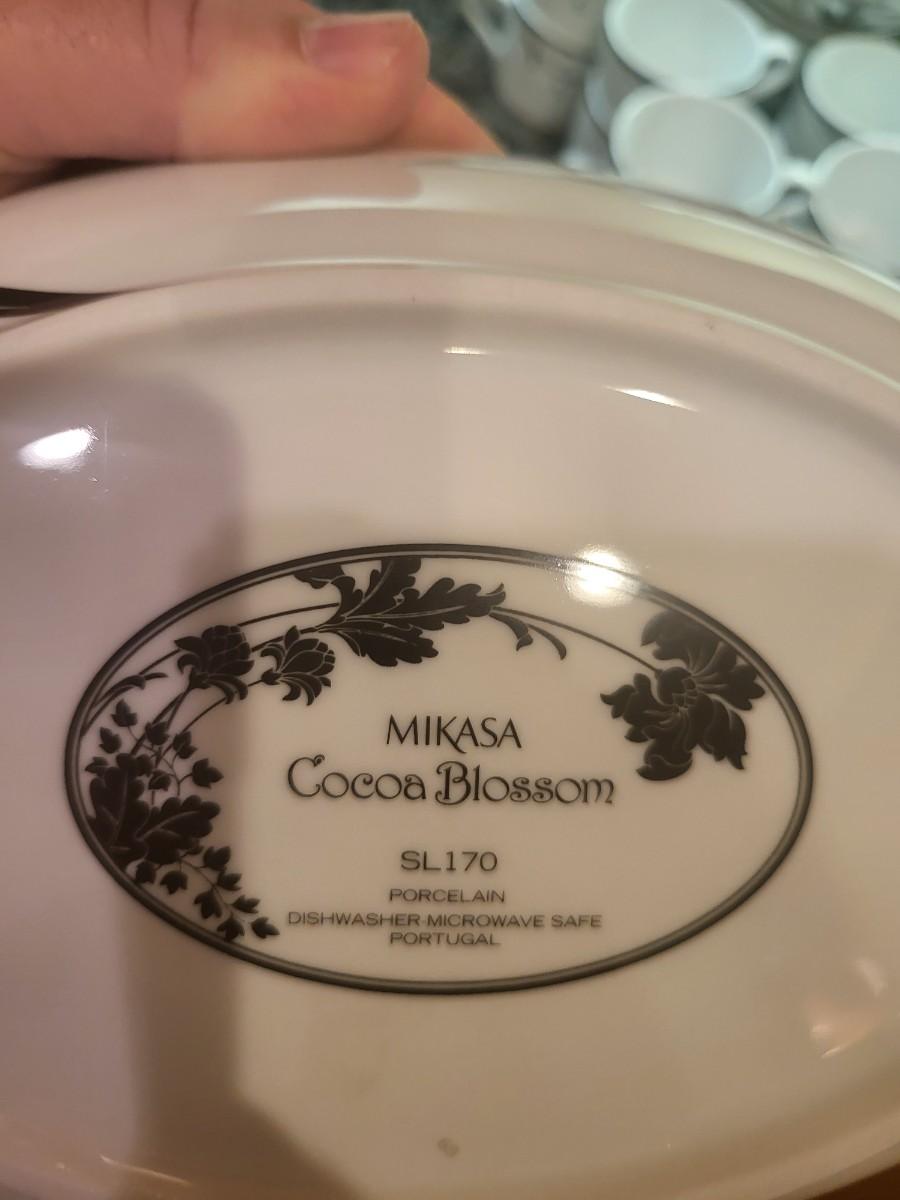 MIKASA
Cocoa Blossom
SL170
PORCELAIN
DISHWASHER-MICROWAVE SAFE
PORTUGAL